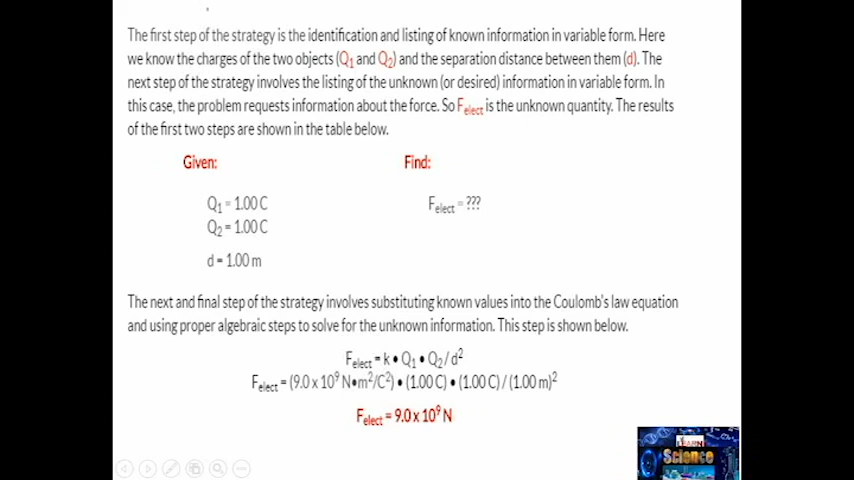 The first step of the strategy is the identification and listing of known information in variable form. Here
we know the charges of the two objects (Q₁ and Q₂) and the separation distance between them (d). The
next step of the strategy involves the listing of the unknown (or desired) information in variable form. In
this case, the problem requests information about the force. So Fₑₗₑcₜ is the unknown quantity. The results
of the first two steps are shown in the table below.
Given: Find:
Q₁ = 1.00 C Fₑₗₑcₜ = ???
Q₂ = 1.00 C
d = 1.00 m
The next and final step of the strategy involves substituting known values into the Coulomb's law equation
and using proper algebraic steps to solve for the unknown information. This step is shown below.
Fₑₗₑcₜ = k • Q₁ • Q₂ / d²
Fₑₗₑcₜ = (9.0 x 10⁹ N•m²/C²) • (1.00 C) • (1.00 C) / (1.00 m)²
Fₑₗₑcₜ = 9.0 x 10⁹ N
LEARN
Science